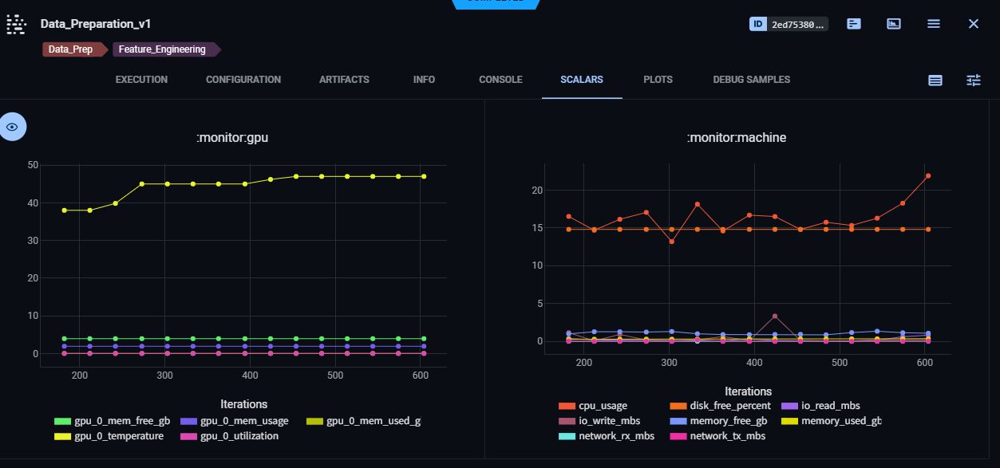 Data_Preparation_v1
ID 2ed75380...
Data_Prep Feature_Engineering
EXECUTION CONFIGURATION ARTIFACTS INFO CONSOLE SCALARS PLOTS DEBUG SAMPLES
:monitor:gpu
50
40
30
20
10
0
200 300 400 500 600
Iterations
gpu_0_mem_free_gb gpu_0_mem_usage gpu_0_mem_used_g
gpu_0_temperature gpu_0_utilization
:monitor:machine
20
15
10
5
0
200 300 400 500 600
Iterations
cpu_usage disk_free_percent io_read_mbs
io_write_mbs memory_free_gb memory_used_gb
network_rx_mbs network_tx_mbs